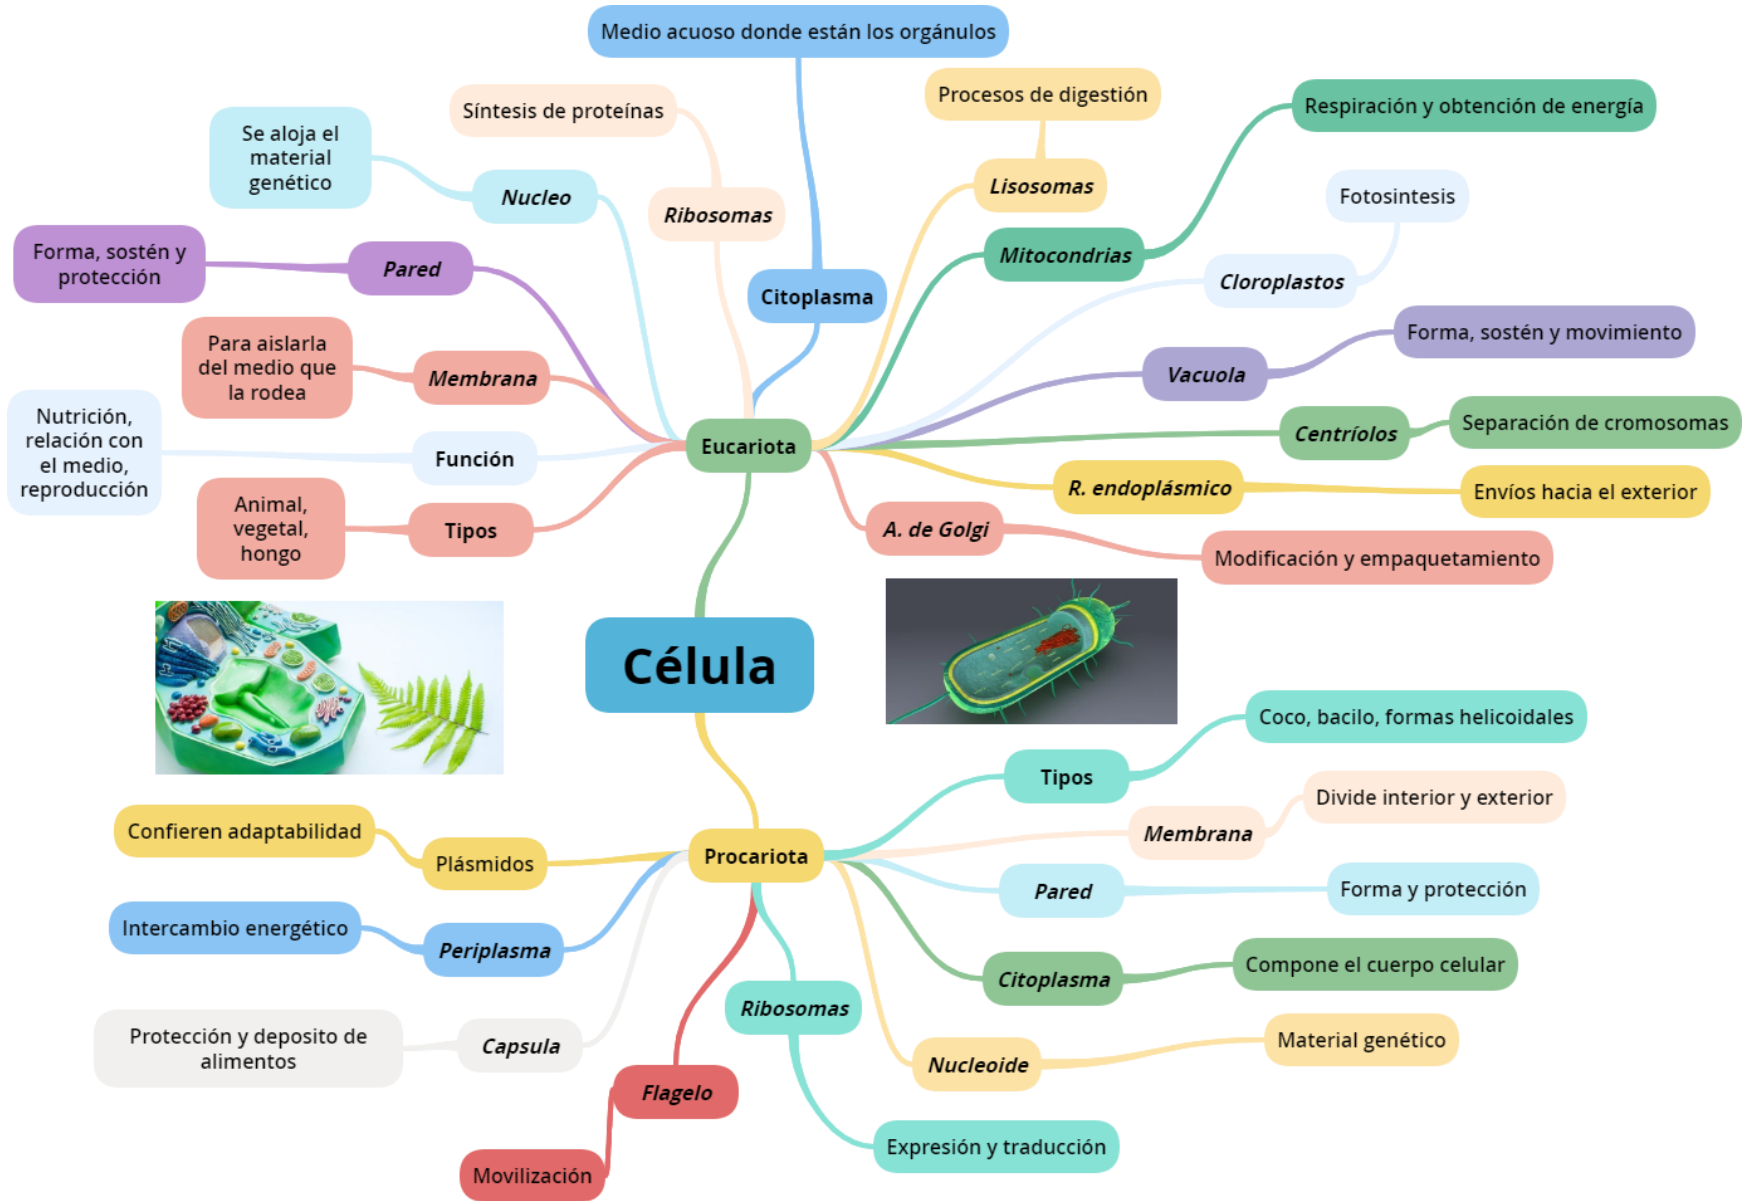 Medio acuoso donde están los orgánulos
Síntesis de proteínas
Procesos de digestión
Respiración y obtención de energía
Se aloja el
material
genético
Nucleo
Ribosomas
Lisosomas
Fotosintesis
Forma, sostén y
protección
Pared
Citoplasma
Mitocondrias
Cloroplastos
Para aislarla
del medio que
la rodea
Membrana
Vacuola
Forma, sostén y movimiento
Nutrición,
relación con
el medio,
reproducción
Función
Eucariota
Centríolos
Separación de cromosomas
R. endoplásmico
Envíos hacia el exterior
Animal,
vegetal,
hongo
Tipos
A. de Golgi
Modificación y empaquetamiento
Célula
Coco, bacilo, formas helicoidales
Tipos
Divide interior y exterior
Membrana
Confieren adaptabilidad
Plásmidos
Procariota
Pared
Forma y protección
Intercambio energético
Periplasma
Citoplasma
Compone el cuerpo celular
Ribosomas
Protección y deposito de
alimentos
Capsula
Nucleoide
Material genético
Flagelo
Expresión y traducción
Movilización